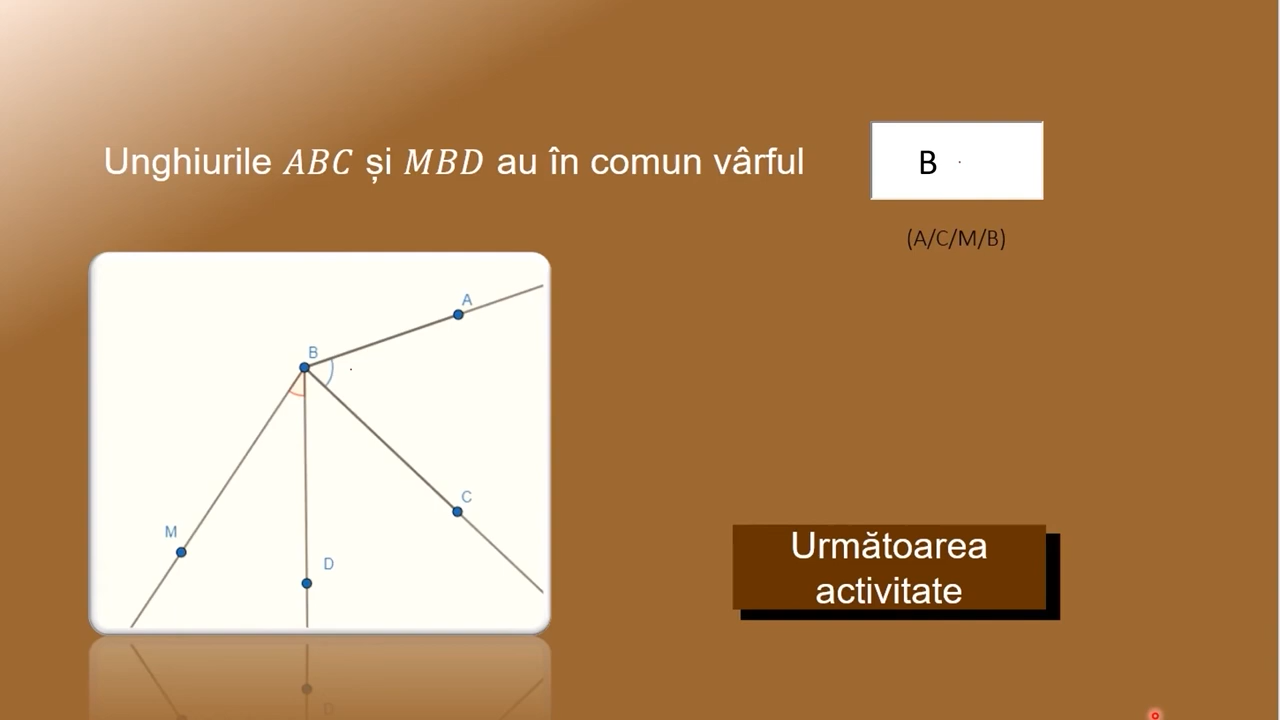 Unghiurile ABC și MBD au în comun vârful
B
(A/C/M/B)
A
B
C
M
D
Următoarea
activitate
D